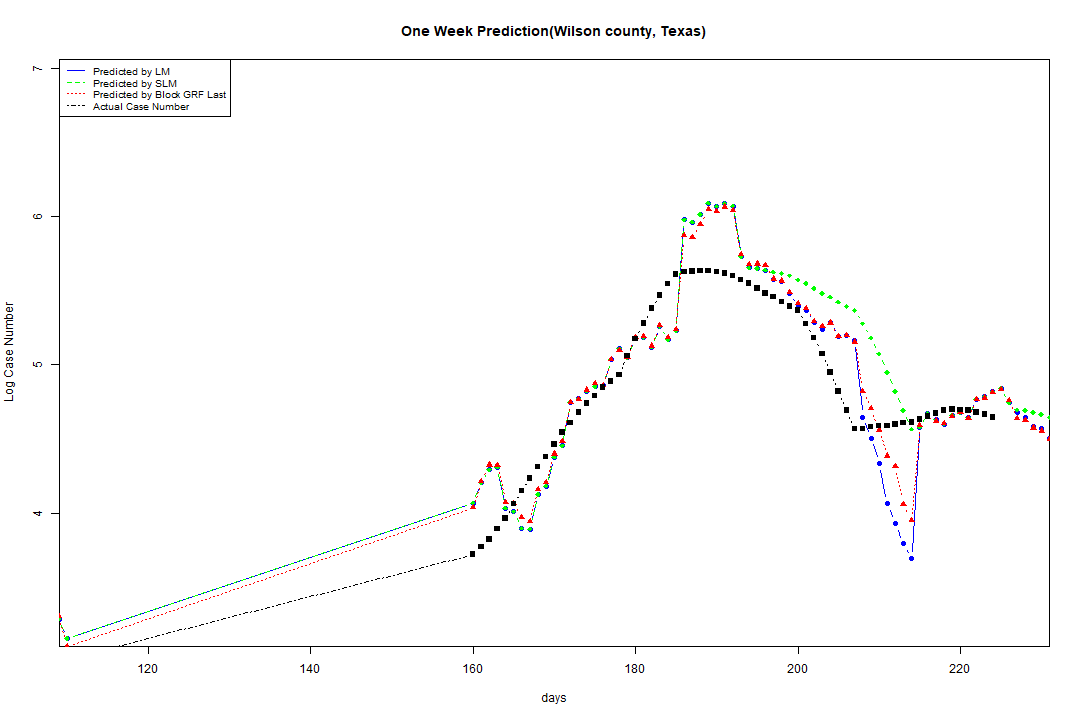 One Week Prediction(Wilson county, Texas)
Predicted by LM
Predicted by SLM
Predicted by Block GRF Last
Actual Case Number
7
6
5
4
Log Case Number
120 140 160 180 200 220
days